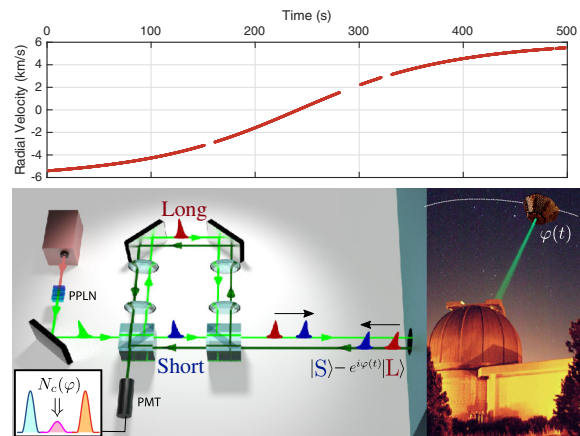 Time (s)
0 100 200 300 400 500
Radial Velocity (km/s)
6
4
2
0
-2
-4
-6
Long
φ(t)
PPLN
Short
|S⟩ − e^{iφ(t)}|L⟩
N_c(φ)
⇓
PMT